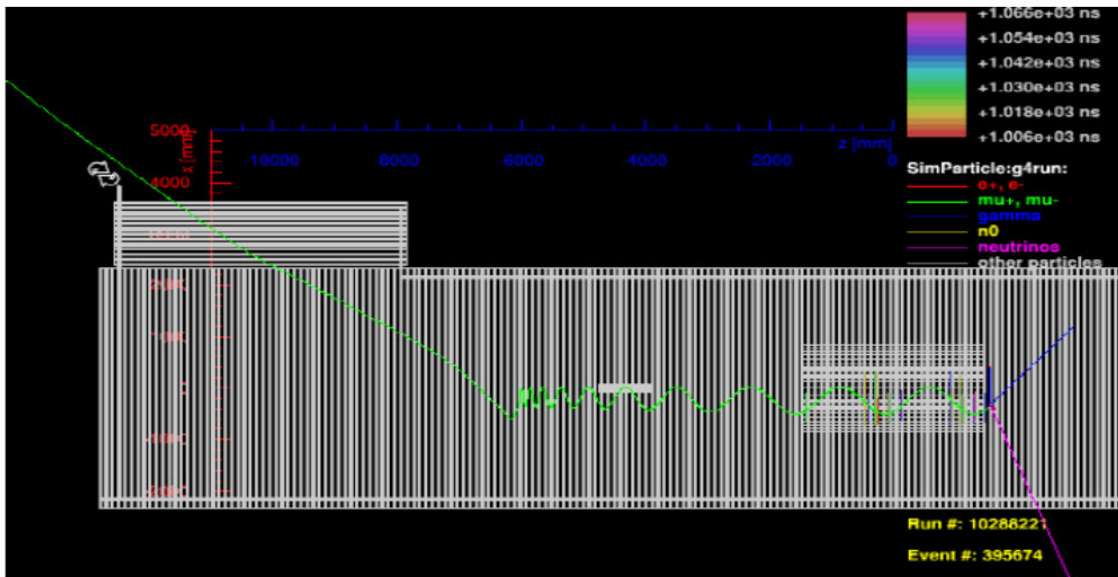 +1.066e+03 ns
+1.054e+03 ns
+1.042e+03 ns
+1.030e+03 ns
+1.018e+03 ns
+1.006e+03 ns
5000
x [mm]
-10000
-8000
-6000
-4000
-2000
0
z [mm]
4000
SimParticle:g4run:
e+, e-
mu+, mu-
gamma
n0
neutrinos
other particles
Run #: 10288221
Event #: 395674